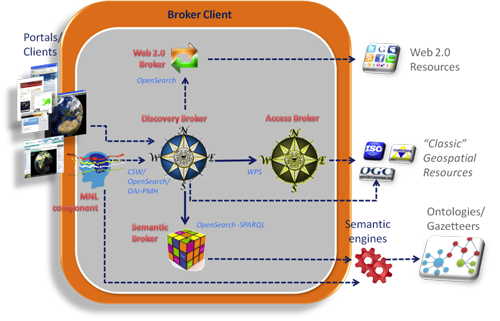 Broker Client
Portals/
Clients
Web 2.0
Broker
Web 2.0
Resources
OpenSearch
Discovery Broker
Access Broker
N
W
E
S
N
W
E
S
ISO
OGC
"Classic"
Geospatial
Resources
CSW/
OpenSearch/
OAI-PMH
WPS
MNL
component
Semantic
Broker
OpenSearch -SPARQL
Semantic
engines
Ontologies/
Gazetteers